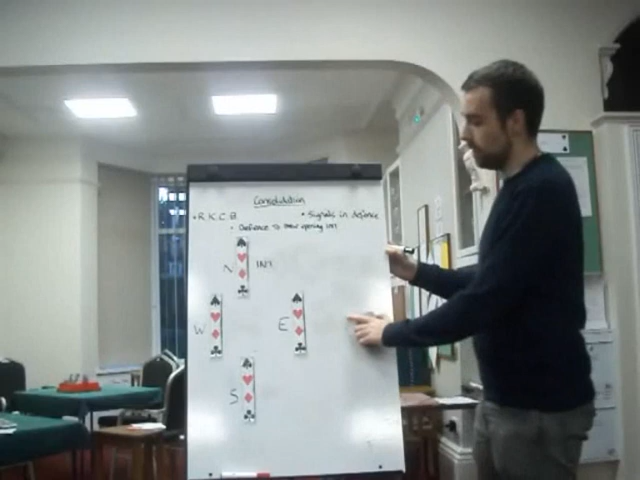 Consolidation
• R.K.C.B • Signals in defence
• Defence to their opening 1NT
N 1NT
W E
S